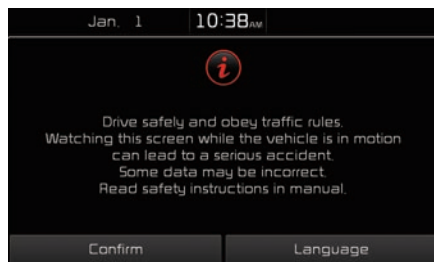 Jan. 1 10:38AM
i
Drive safely and obey traffic rules.
Watching this screen while the vehicle is in motion
can lead to a serious accident.
Some data may be incorrect.
Read safety instructions in manual.
Confirm Language